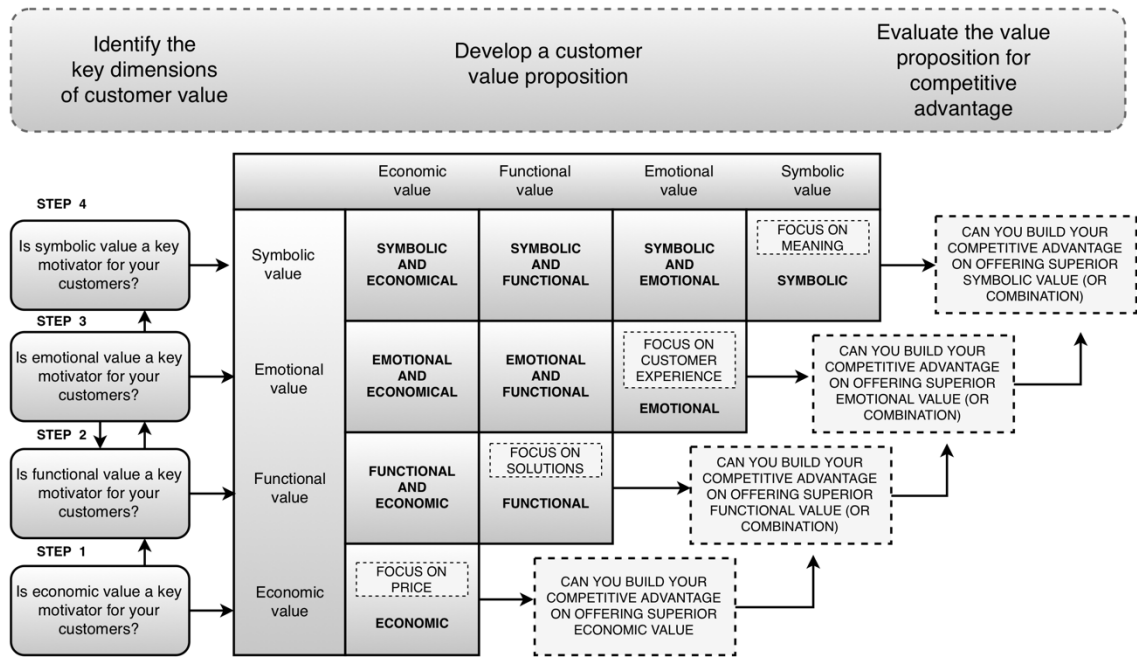 Identify the
key dimensions
of customer value
Develop a customer
value proposition
Evaluate the value
proposition for
competitive
advantage
Economic
value
Functional
value
Emotional
value
Symbolic
value
STEP 4
Is symbolic value a key
motivator for your
customers?
Symbolic
value
SYMBOLIC
AND
ECONOMICAL
SYMBOLIC
AND
FUNCTIONAL
SYMBOLIC
AND
EMOTIONAL
FOCUS ON
MEANING
SYMBOLIC
CAN YOU BUILD YOUR
COMPETITIVE ADVANTAGE
ON OFFERING SUPERIOR
SYMBOLIC VALUE (OR
COMBINATION)
STEP 3
Is emotional value a key
motivator for your
customers?
Emotional
value
EMOTIONAL
AND
ECONOMICAL
EMOTIONAL
AND
FUNCTIONAL
FOCUS ON
CUSTOMER
EXPERIENCE
EMOTIONAL
CAN YOU BUILD YOUR
COMPETITIVE ADVANTAGE
ON OFFERING SUPERIOR
EMOTIONAL VALUE (OR
COMBINATION)
STEP 2
Is functional value a key
motivator for your
customers?
Functional
value
FUNCTIONAL
AND
ECONOMIC
FOCUS ON
SOLUTIONS
FUNCTIONAL
CAN YOU BUILD YOUR
COMPETITIVE ADVANTAGE
ON OFFERING SUPERIOR
FUNCTIONAL VALUE (OR
COMBINATION)
STEP 1
Is economic value a key
motivator for your
customers?
Economic
value
FOCUS ON
PRICE
ECONOMIC
CAN YOU BUILD YOUR
COMPETITIVE ADVANTAGE
ON OFFERING SUPERIOR
ECONOMIC VALUE